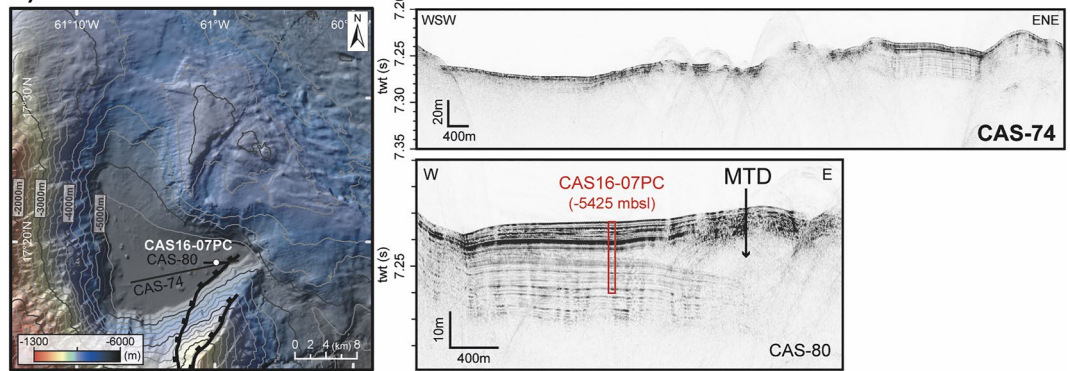 61°10'W
61°W
60°
N
17°30'N
17°20'N
-2000m
-3000m
-4000m
-5000m
CAS16-07PC
CAS-80
CAS-74
-1300
-6000
(m)
0 2 4 (km) 8
7.20
7.25
7.30
7.35
twt (s)
WSW
ENE
20m
400m
CAS-74
W
E
CAS16-07PC
(-5425 mbsl)
MTD
twt (s)
7.25
10m
400m
CAS-80